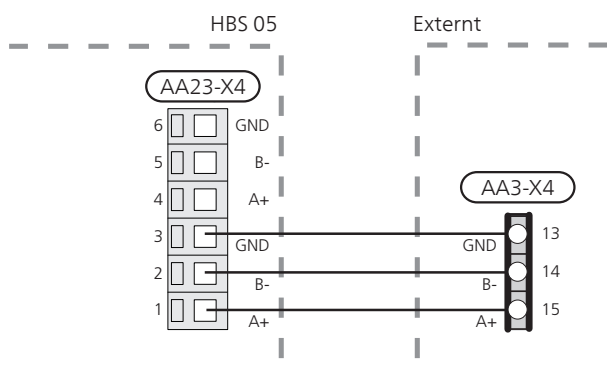 HBS 05 Externt
AA23-X4
6 GND
5 B-
4 A+
AA3-X4
3 GND GND 13
2 B- B- 14
1 A+ A+ 15